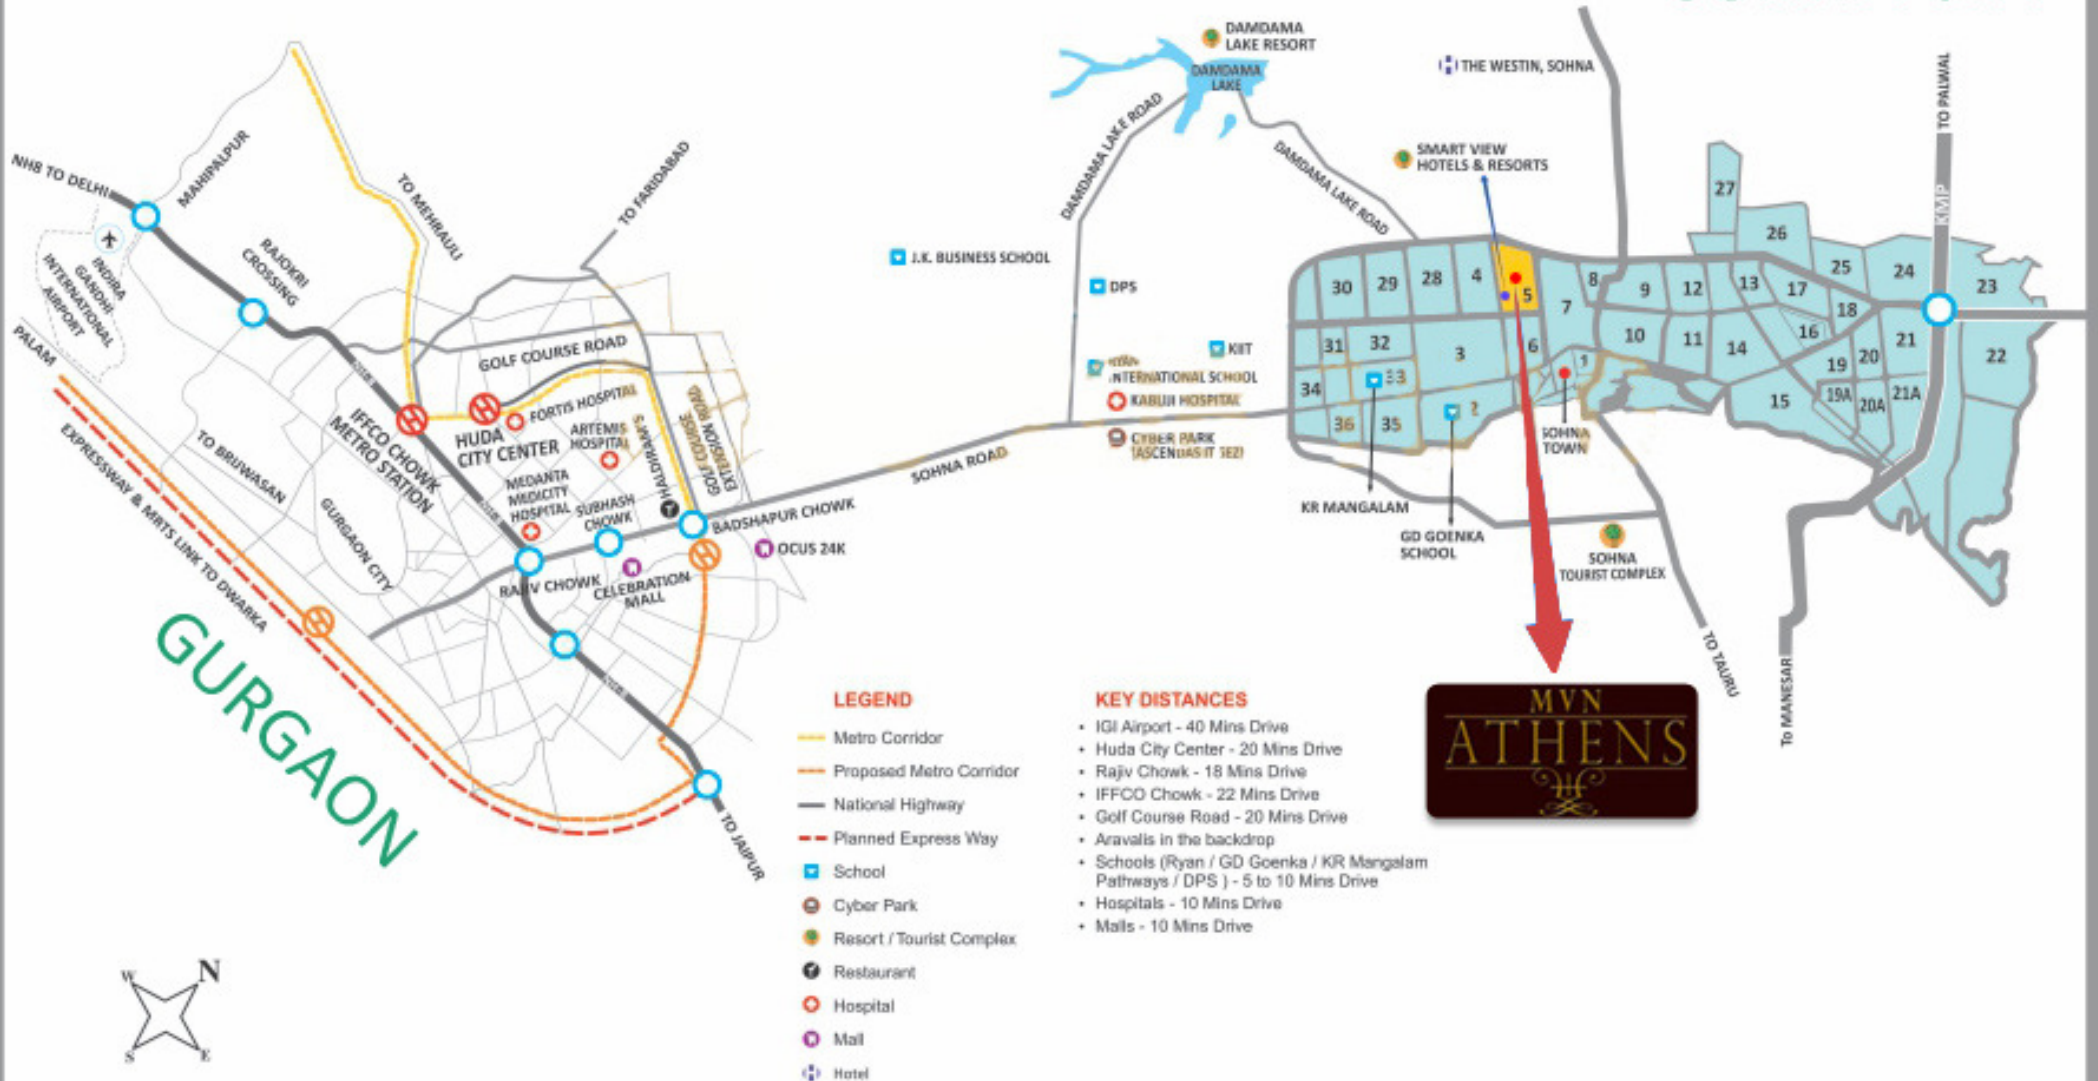 DAMDAMA
LAKE RESORT
DAMDAMA
LAKE
THE WESTIN, SOHNA
TO PALWAL
KMP
DAMDAMA LAKE ROAD
DAMDAMA LAKE ROAD
SMART VIEW
HOTELS & RESORTS
NH8 TO DELHI
MAHIPALPUR
TO MEHRAULI
TO FARIDABAD
RAJOKRI
CROSSING
INDIRA
GANDHI
INTERNATIONAL
AIRPORT
PALAM
J.K. BUSINESS SCHOOL
DPS
KIIT
INTERNATIONAL SCHOOL
KABLIJI HOSPITAL
CYBER PARK
GOLF COURSE ROAD
FORTIS HOSPITAL
HUDA
CITY CENTER
IFFCO CHOWK
METRO STATION
ARTEMIS
HOSPITAL
HALDIRAM'S
GOLF COURSE
EXTENSION ROAD
MEDANTA
MEDICITY
HOSPITAL
SUBHASH
CHOWK
BADSHAPUR CHOWK
SOHNA ROAD
OCUS 24K
RAJIV CHOWK
CELEBRATION
MALL
TO BRIJWASAN
GURGAON CITY
EXPRESSWAY & MRTS LINK TO DWARKA
GURGAON
TO JAIPUR
27
26
25
24
23
30
29
28
4
5
7
8
9
12
13
17
18
31
32
3
6
1
10
11
14
16
19
20
21
22
34
33
2
36
35
15
19A
20A
21A
SOHNA
TOWN
KR MANGALAM
GD GOENKA
SCHOOL
SOHNA
TOURIST COMPLEX
TO TAURU
To MANESAR
MVN
ATHENS
LEGEND
Metro Corridor
Proposed Metro Corridor
National Highway
Planned Express Way
School
Cyber Park
Resort / Tourist Complex
Restaurant
Hospital
Mall
Hotel
KEY DISTANCES
• IGI Airport - 40 Mins Drive
• Huda City Center - 20 Mins Drive
• Rajiv Chowk - 18 Mins Drive
• IFFCO Chowk - 22 Mins Drive
• Golf Course Road - 20 Mins Drive
• Aravalis in the backdrop
• Schools (Ryan / GD Goenka / KR Mangalam
Pathways / DPS ) - 5 to 10 Mins Drive
• Hospitals - 10 Mins Drive
• Malls - 10 Mins Drive
W
N
S
E